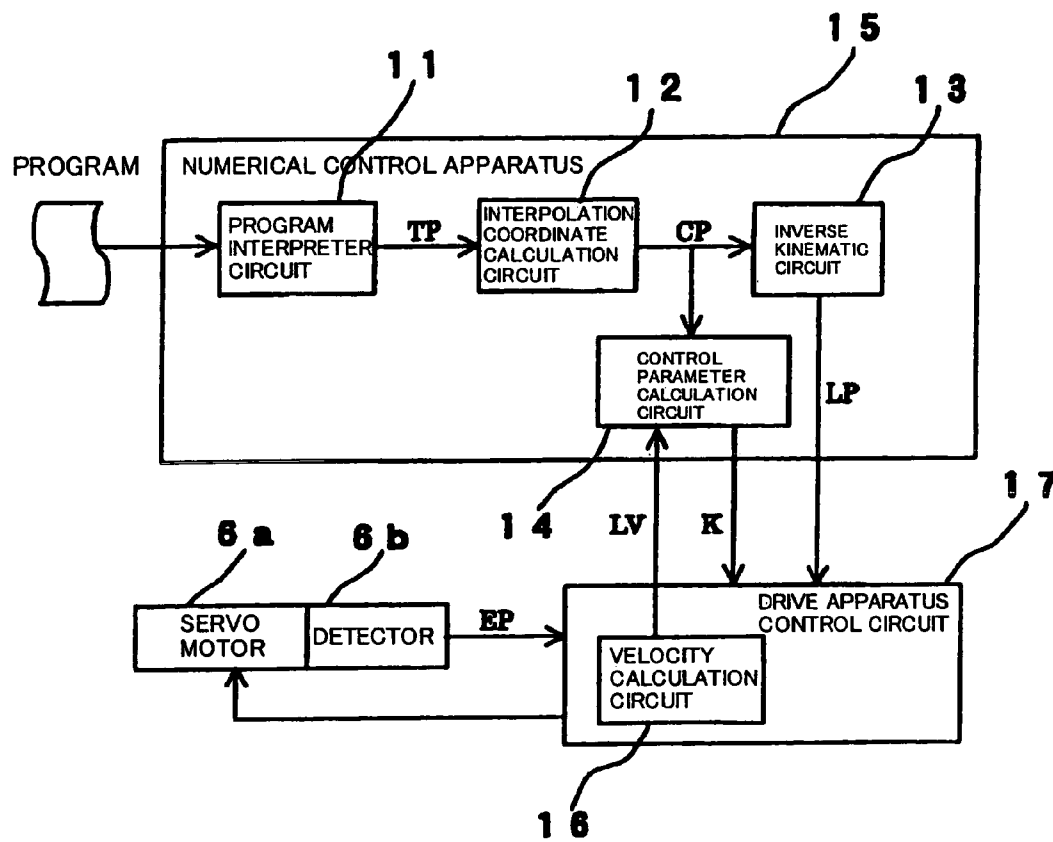 1 5
1 1
1 2
1 3
PROGRAM
NUMERICAL CONTROL APPARATUS
PROGRAM
INTERPRETER
CIRCUIT
TP
INTERPOLATION
COORDINATE
CALCULATION
CIRCUIT
CP
INVERSE
KINEMATIC
CIRCUIT
CONTROL
PARAMETER
CALCULATION
CIRCUIT
LP
1 4
LV
K
1 7
6 a
6 b
SERVO
MOTOR
DETECTOR
EP
DRIVE APPARATUS
CONTROL CIRCUIT
VELOCITY
CALCULATION
CIRCUIT
1 6